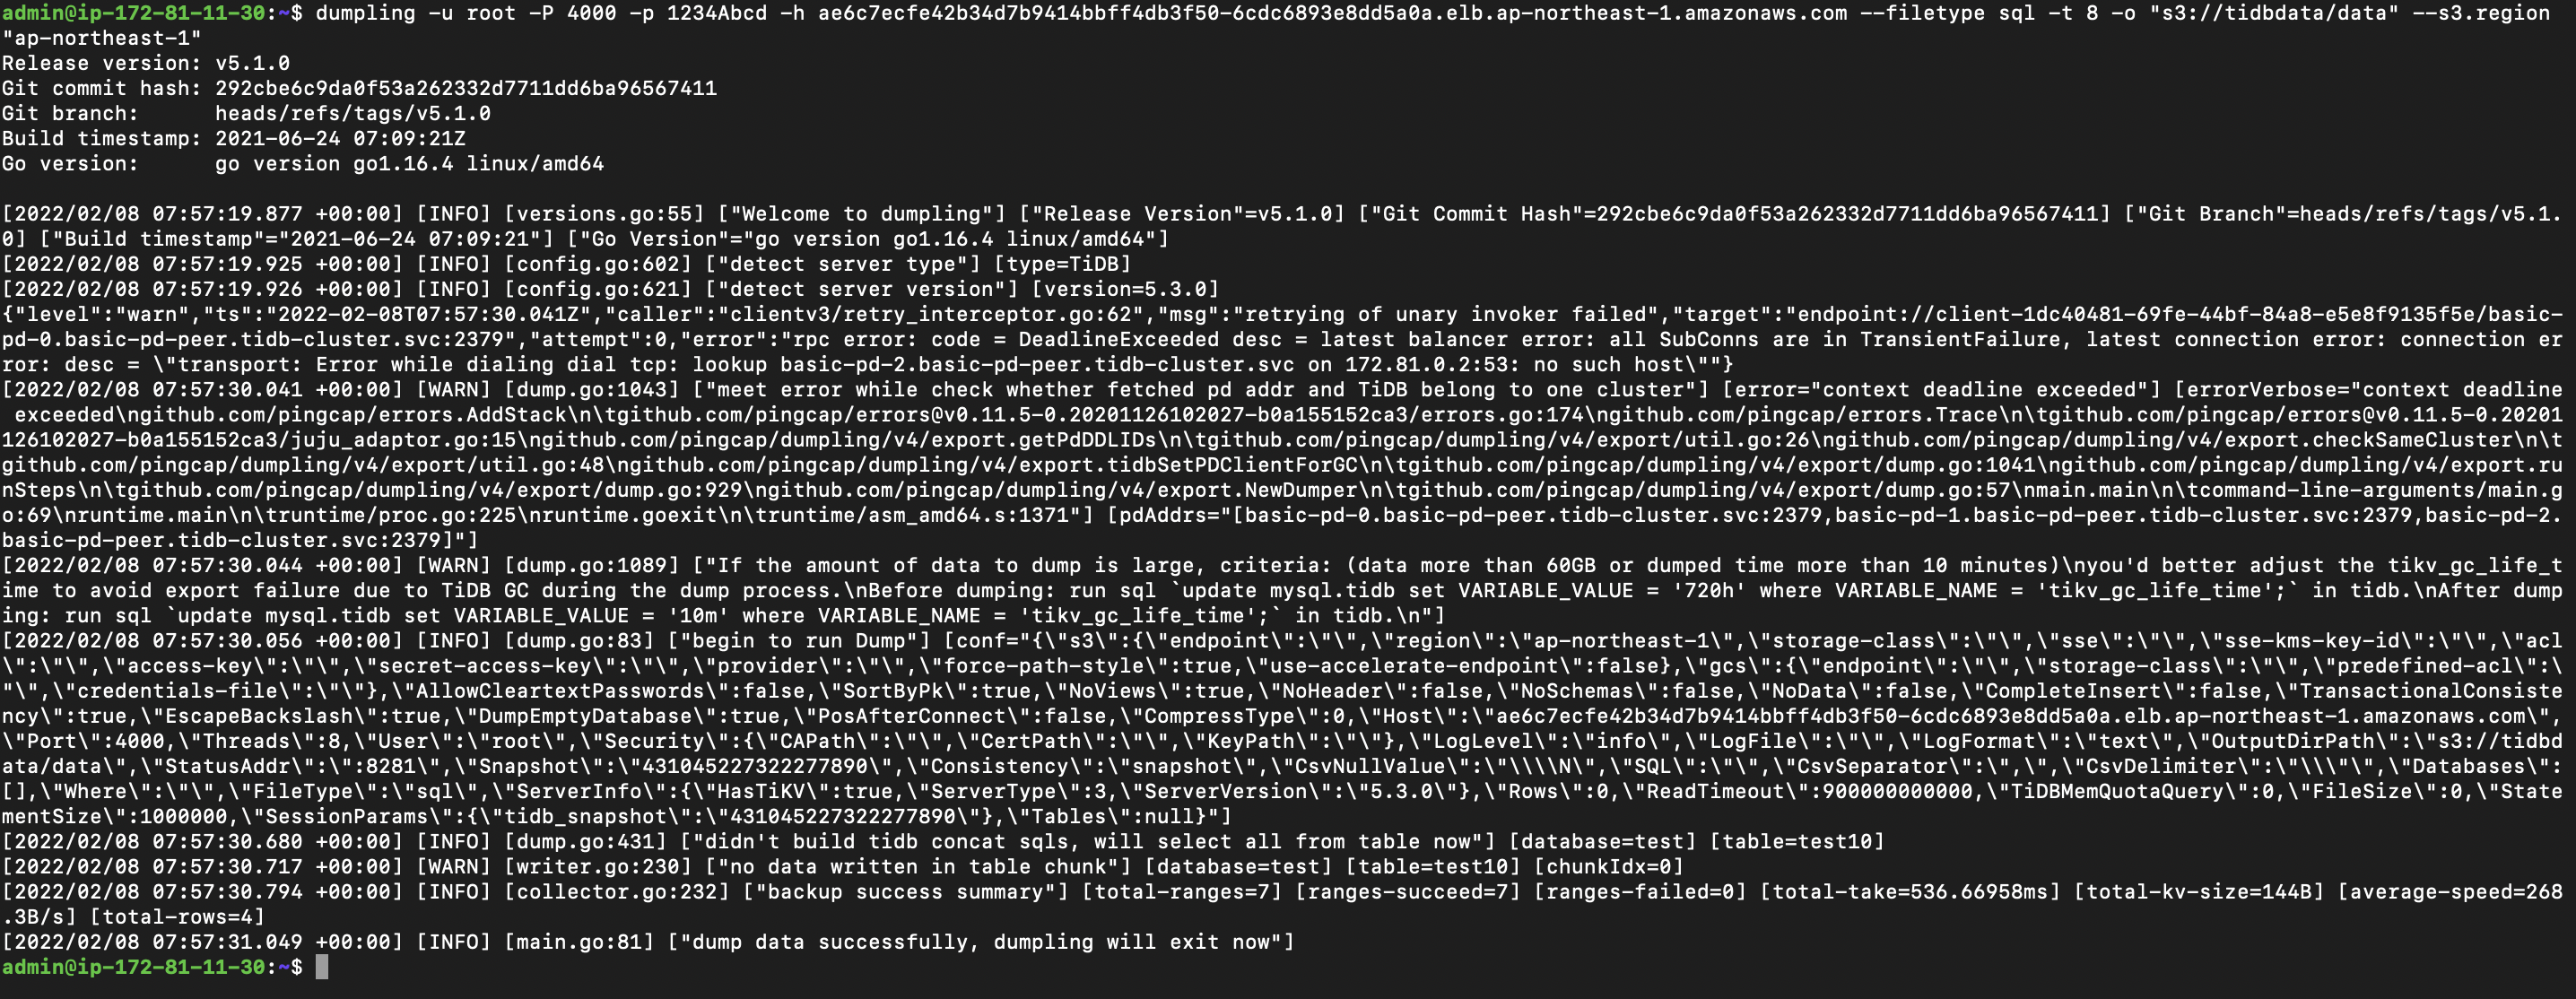 admin@ip-172-81-11-30:~$ dumpling -u root -P 4000 -p 1234Abcd -h ae6c7ecfe42b34d7b9414bbff4db3f50-6cdc6893e8dd5a0a.elb.ap-northeast-1.amazonaws.com --filetype sql -t 8 -o "s3://tidbdata/data" --s3.region
"ap-northeast-1"
Release version: v5.1.0
Git commit hash: 292cbe6c9da0f53a262332d7711dd6ba96567411
Git branch:      heads/refs/tags/v5.1.0
Build timestamp: 2021-06-24 07:09:21Z
Go version:      go version go1.16.4 linux/amd64

[2022/02/08 07:57:19.877 +00:00] [INFO] [versions.go:55] ["Welcome to dumpling"] ["Release Version"=v5.1.0] ["Git Commit Hash"=292cbe6c9da0f53a262332d7711dd6ba96567411] ["Git Branch"=heads/refs/tags/v5.1.
0] ["Build timestamp"="2021-06-24 07:09:21"] ["Go Version"="go version go1.16.4 linux/amd64"]
[2022/02/08 07:57:19.925 +00:00] [INFO] [config.go:602] ["detect server type"] [type=TiDB]
[2022/02/08 07:57:19.926 +00:00] [INFO] [config.go:621] ["detect server version"] [version=5.3.0]
{"level":"warn","ts":"2022-02-08T07:57:30.041Z","caller":"clientv3/retry_interceptor.go:62","msg":"retrying of unary invoker failed","target":"endpoint://client-1dc40481-69fe-44bf-84a8-e5e8f9135f5e/basic-
pd-0.basic-pd-peer.tidb-cluster.svc:2379","attempt":0,"error":"rpc error: code = DeadlineExceeded desc = latest balancer error: all SubConns are in TransientFailure, latest connection error: connection er
ror: desc = \"transport: Error while dialing dial tcp: lookup basic-pd-2.basic-pd-peer.tidb-cluster.svc on 172.81.0.2:53: no such host\""}
[2022/02/08 07:57:30.041 +00:00] [WARN] [dump.go:1043] ["meet error while check whether fetched pd addr and TiDB belong to one cluster"] [error="context deadline exceeded"] [errorVerbose="context deadline
 exceeded\ngithub.com/pingcap/errors.AddStack\n\tgithub.com/pingcap/errors@v0.11.5-0.20201126102027-b0a155152ca3/errors.go:174\ngithub.com/pingcap/errors.Trace\n\tgithub.com/pingcap/errors@v0.11.5-0.20201
126102027-b0a155152ca3/juju_adaptor.go:15\ngithub.com/pingcap/dumpling/v4/export.getPdDDLIDs\n\tgithub.com/pingcap/dumpling/v4/export/util.go:26\ngithub.com/pingcap/dumpling/v4/export.checkSameCluster\n\t
github.com/pingcap/dumpling/v4/export/util.go:48\ngithub.com/pingcap/dumpling/v4/export.tidbSetPDClientForGC\n\tgithub.com/pingcap/dumpling/v4/export/dump.go:1041\ngithub.com/pingcap/dumpling/v4/export.ru
nSteps\n\tgithub.com/pingcap/dumpling/v4/export/dump.go:929\ngithub.com/pingcap/dumpling/v4/export.NewDumper\n\tgithub.com/pingcap/dumpling/v4/export/dump.go:57\nmain.main\n\tcommand-line-arguments/main.g
o:69\nruntime.main\n\truntime/proc.go:225\nruntime.goexit\n\truntime/asm_amd64.s:1371"] [pdAddrs="[basic-pd-0.basic-pd-peer.tidb-cluster.svc:2379,basic-pd-1.basic-pd-peer.tidb-cluster.svc:2379,basic-pd-2.
basic-pd-peer.tidb-cluster.svc:2379]"]
[2022/02/08 07:57:30.044 +00:00] [WARN] [dump.go:1089] ["If the amount of data to dump is large, criteria: (data more than 60GB or dumped time more than 10 minutes)\nyou'd better adjust the tikv_gc_life_t
ime to avoid export failure due to TiDB GC during the dump process.\nBefore dumping: run sql `update mysql.tidb set VARIABLE_VALUE = '720h' where VARIABLE_NAME = 'tikv_gc_life_time';` in tidb.\nAfter dump
ing: run sql `update mysql.tidb set VARIABLE_VALUE = '10m' where VARIABLE_NAME = 'tikv_gc_life_time';` in tidb.\n"]
[2022/02/08 07:57:30.056 +00:00] [INFO] [dump.go:83] ["begin to run Dump"] [conf="{\"s3\":{\"endpoint\":\"\",\"region\":\"ap-northeast-1\",\"storage-class\":\"\",\"sse\":\"\",\"sse-kms-key-id\":\"\",\"acl
\":\"\",\"access-key\":\"\",\"secret-access-key\":\"\",\"provider\":\"\",\"force-path-style\":true,\"use-accelerate-endpoint\":false},\"gcs\":{\"endpoint\":\"\",\"storage-class\":\"\",\"predefined-acl\":\
"\",\"credentials-file\":\"\"},\"AllowCleartextPasswords\":false,\"SortByPk\":true,\"NoViews\":true,\"NoHeader\":false,\"NoSchemas\":false,\"NoData\":false,\"CompleteInsert\":false,\"TransactionalConsiste
ncy\":true,\"EscapeBackslash\":true,\"DumpEmptyDatabase\":true,\"PosAfterConnect\":false,\"CompressType\":0,\"Host\":\"ae6c7ecfe42b34d7b9414bbff4db3f50-6cdc6893e8dd5a0a.elb.ap-northeast-1.amazonaws.com\",
\"Port\":4000,\"Threads\":8,\"User\":\"root\",\"Security\":{\"CAPath\":\"\",\"CertPath\":\"\",\"KeyPath\":\"\"},\"LogLevel\":\"info\",\"LogFile\":\"\",\"LogFormat\":\"text\",\"OutputDirPath\":\"s3://tidbd
ata/data\",\"StatusAddr\":\":8281\",\"Snapshot\":\"431045227322277890\",\"Consistency\":\"snapshot\",\"CsvNullValue\":\"\\\\N\",\"SQL\":\"\",\"CsvSeparator\":\",\",\"CsvDelimiter\":\"\\\"\",\"Databases\":
[],\"Where\":\"\",\"FileType\":\"sql\",\"ServerInfo\":{\"HasTiKV\":true,\"ServerType\":3,\"ServerVersion\":\"5.3.0\"},\"Rows\":0,\"ReadTimeout\":900000000000,\"TiDBMemQuotaQuery\":0,\"FileSize\":0,\"State
mentSize\":1000000,\"SessionParams\":{\"tidb_snapshot\":\"431045227322277890\"},\"Tables\":null}"]
[2022/02/08 07:57:30.680 +00:00] [INFO] [dump.go:431] ["didn't build tidb concat sqls, will select all from table now"] [database=test] [table=test10]
[2022/02/08 07:57:30.717 +00:00] [WARN] [writer.go:230] ["no data written in table chunk"] [database=test] [table=test10] [chunkIdx=0]
[2022/02/08 07:57:30.794 +00:00] [INFO] [collector.go:232] ["backup success summary"] [total-ranges=7] [ranges-succeed=7] [ranges-failed=0] [total-take=536.66958ms] [total-kv-size=144B] [average-speed=268
.3B/s] [total-rows=4]
[2022/02/08 07:57:31.049 +00:00] [INFO] [main.go:81] ["dump data successfully, dumpling will exit now"]
admin@ip-172-81-11-30:~$